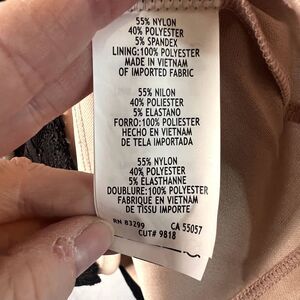 55% NYLON
40% POLYESTER
5% SPANDEX
LINING:100% POLYESTER
MADE IN VIETNAM
OF IMPORTED FABRIC
55% NILON
40% POLIESTER
5% ELASTANO
FORRO:100% POLIESTER
HECHO EN VIETNAM
DE TELA IMPORTADA
55% NYLON
40% POLYESTER
5% ÉLASTHANNE
DOUBLURE:100% POLYESTER
FABRIQUÉ EN VIETNAM
DE TISSU IMPORTE
RN 83299 CA 55057
CUT# 9818